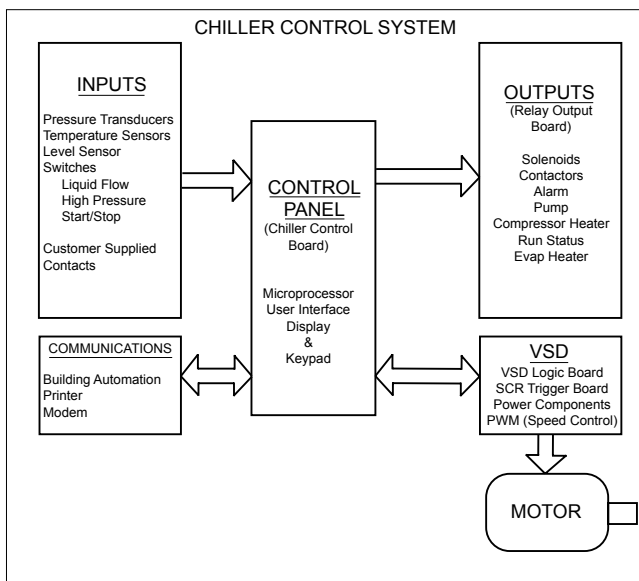 CHILLER CONTROL SYSTEM
INPUTS
Pressure Transducers
Temperature Sensors
Level Sensor
Switches
Liquid Flow
High Pressure
Start/Stop
Customer Supplied
Contacts
COMMUNICATIONS
Building Automation
Printer
Modem
CONTROL
PANEL
(Chiller Control
Board)
Microprocessor
User Interface
Display
&
Keypad
OUTPUTS
(Relay Output
Board)
Solenoids
Contactors
Alarm
Pump
Compressor Heater
Run Status
Evap Heater
VSD
VSD Logic Board
SCR Trigger Board
Power Components
PWM (Speed Control)
MOTOR